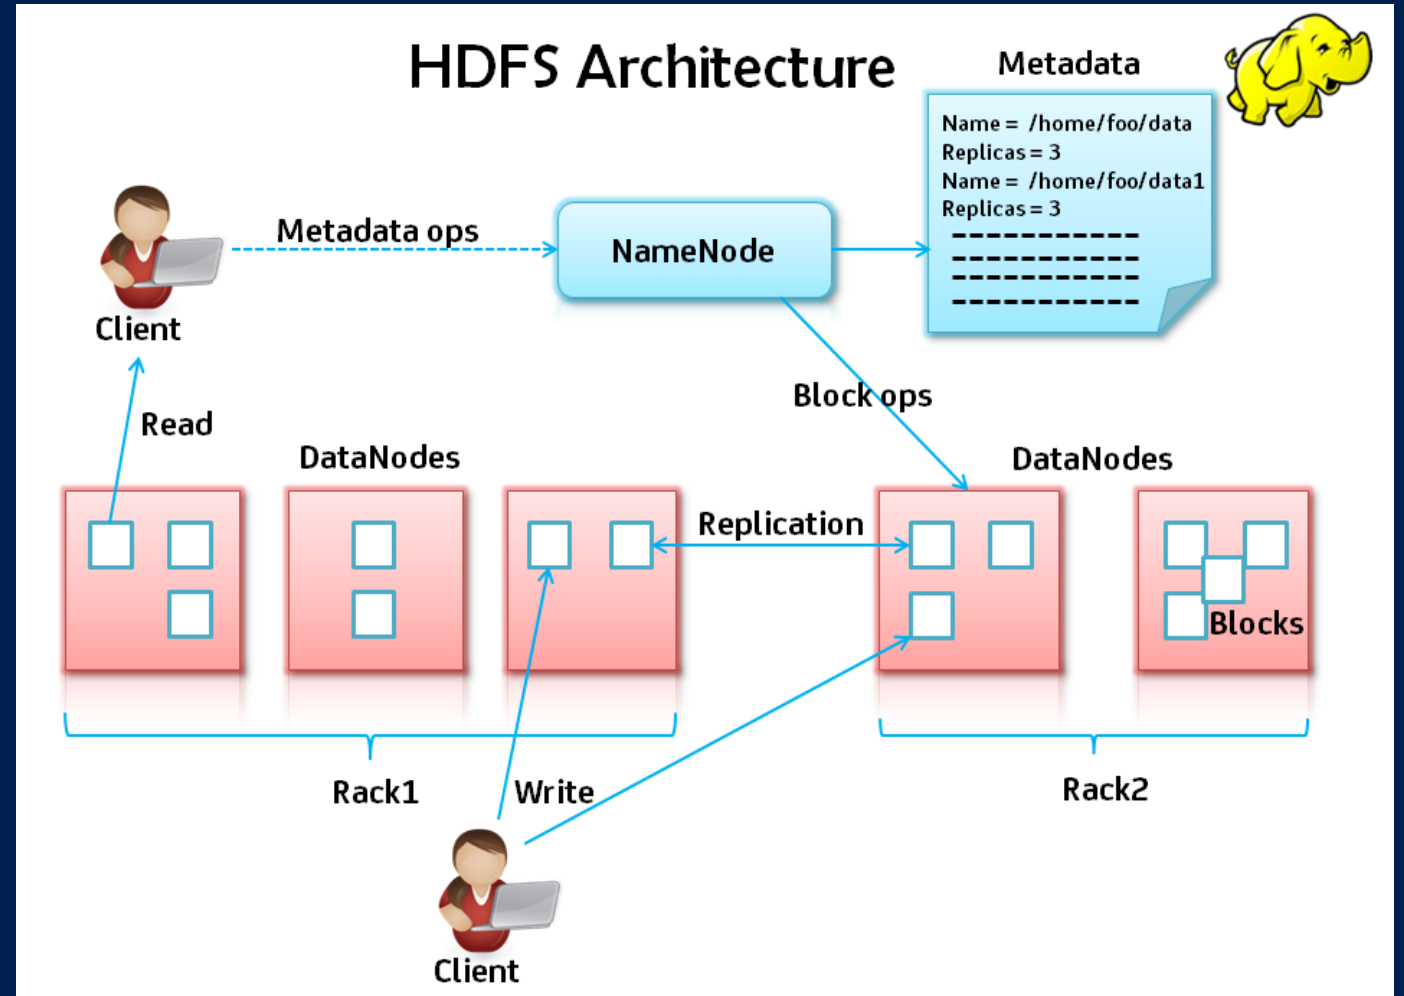 HDFS Architecture
Metadata
Name = /home/foo/data
Replicas = 3
Name = /home/foo/data1
Replicas = 3
Metadata ops
NameNode
Client
Block ops
Read
DataNodes
DataNodes
Replication
Blocks
Rack1
Write
Rack2
Client